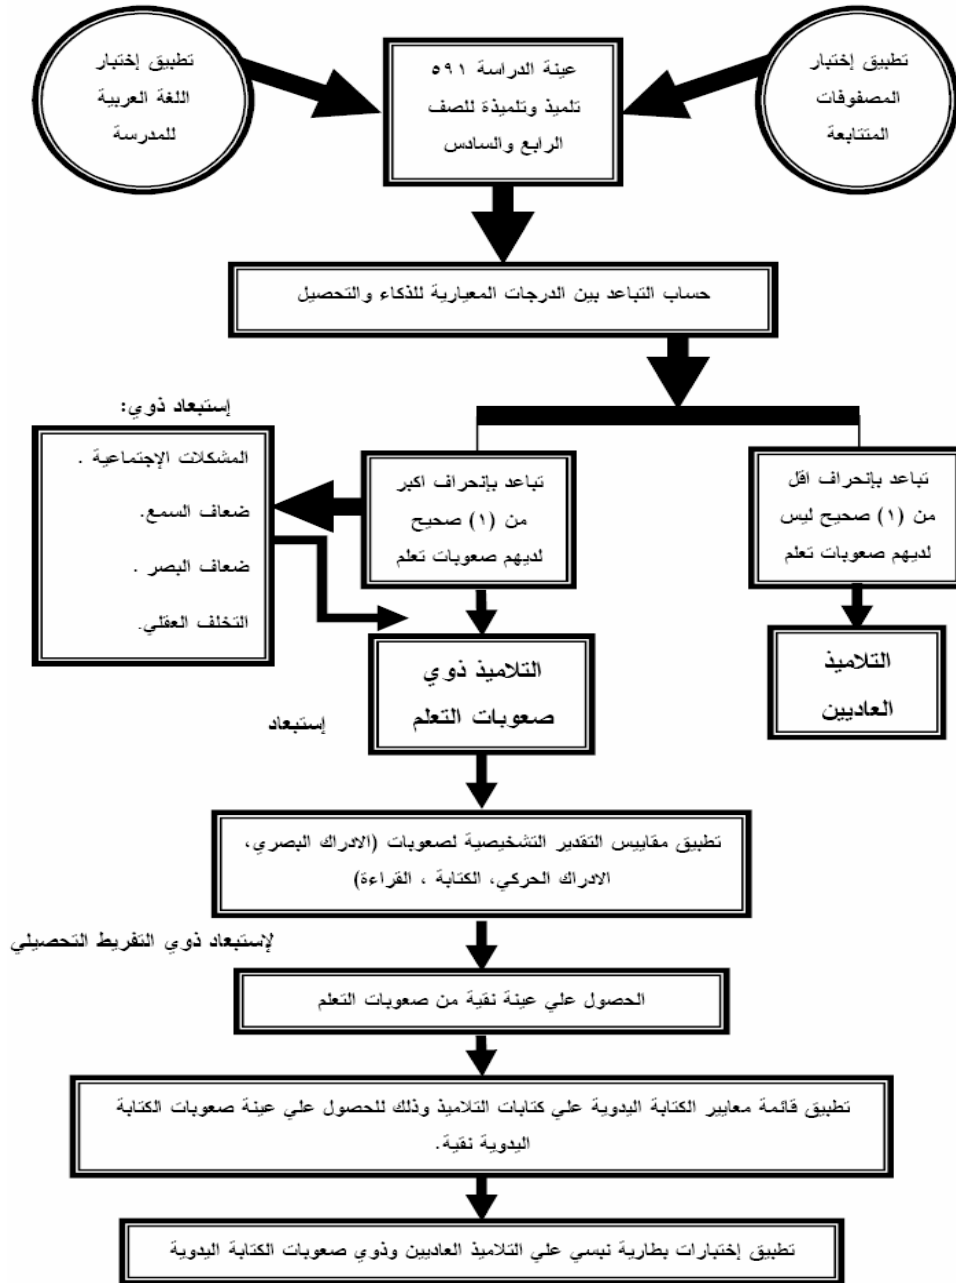 تطبيق إختبار
المصفوفات
المتتابعة
عينة الدراسة ٥٩١
تلميذ وتلميذة للصف
الرابع والسادس
تطبيق إختبار
اللغة العربية
للمدرسة
حساب التباعد بين الدرجات المعيارية للذكاء والتحصيل
تباعد بإنحراف اقل
من (١) صحيح ليس
لديهم صعوبات تعلم
تباعد بإنحراف اكبر
من (١) صحيح
لديهم صعوبات تعلم
إستبعاد ذوي:
المشكلات الإجتماعية .
ضعاف السمع.
ضعاف البصر .
التخلف العقلي.
التلاميذ
العاديين
التلاميذ ذوي
صعوبات التعلم
إستبعاد
تطبيق مقاييس التقدير التشخيصية لصعوبات (الادراك البصري،
الادراك الحركي، الكتابة ، القراءة)
لإستبعاد ذوي التفريط التحصيلي
الحصول علي عينة نقية من صعوبات التعلم
تطبيق قائمة معايير الكتابة اليدوية علي كتابات التلاميذ وذلك للحصول علي عينة صعوبات الكتابة
اليدوية نقية.
تطبيق إختبارات بطارية نبسي علي التلاميذ العاديين وذوي صعوبات الكتابة اليدوية